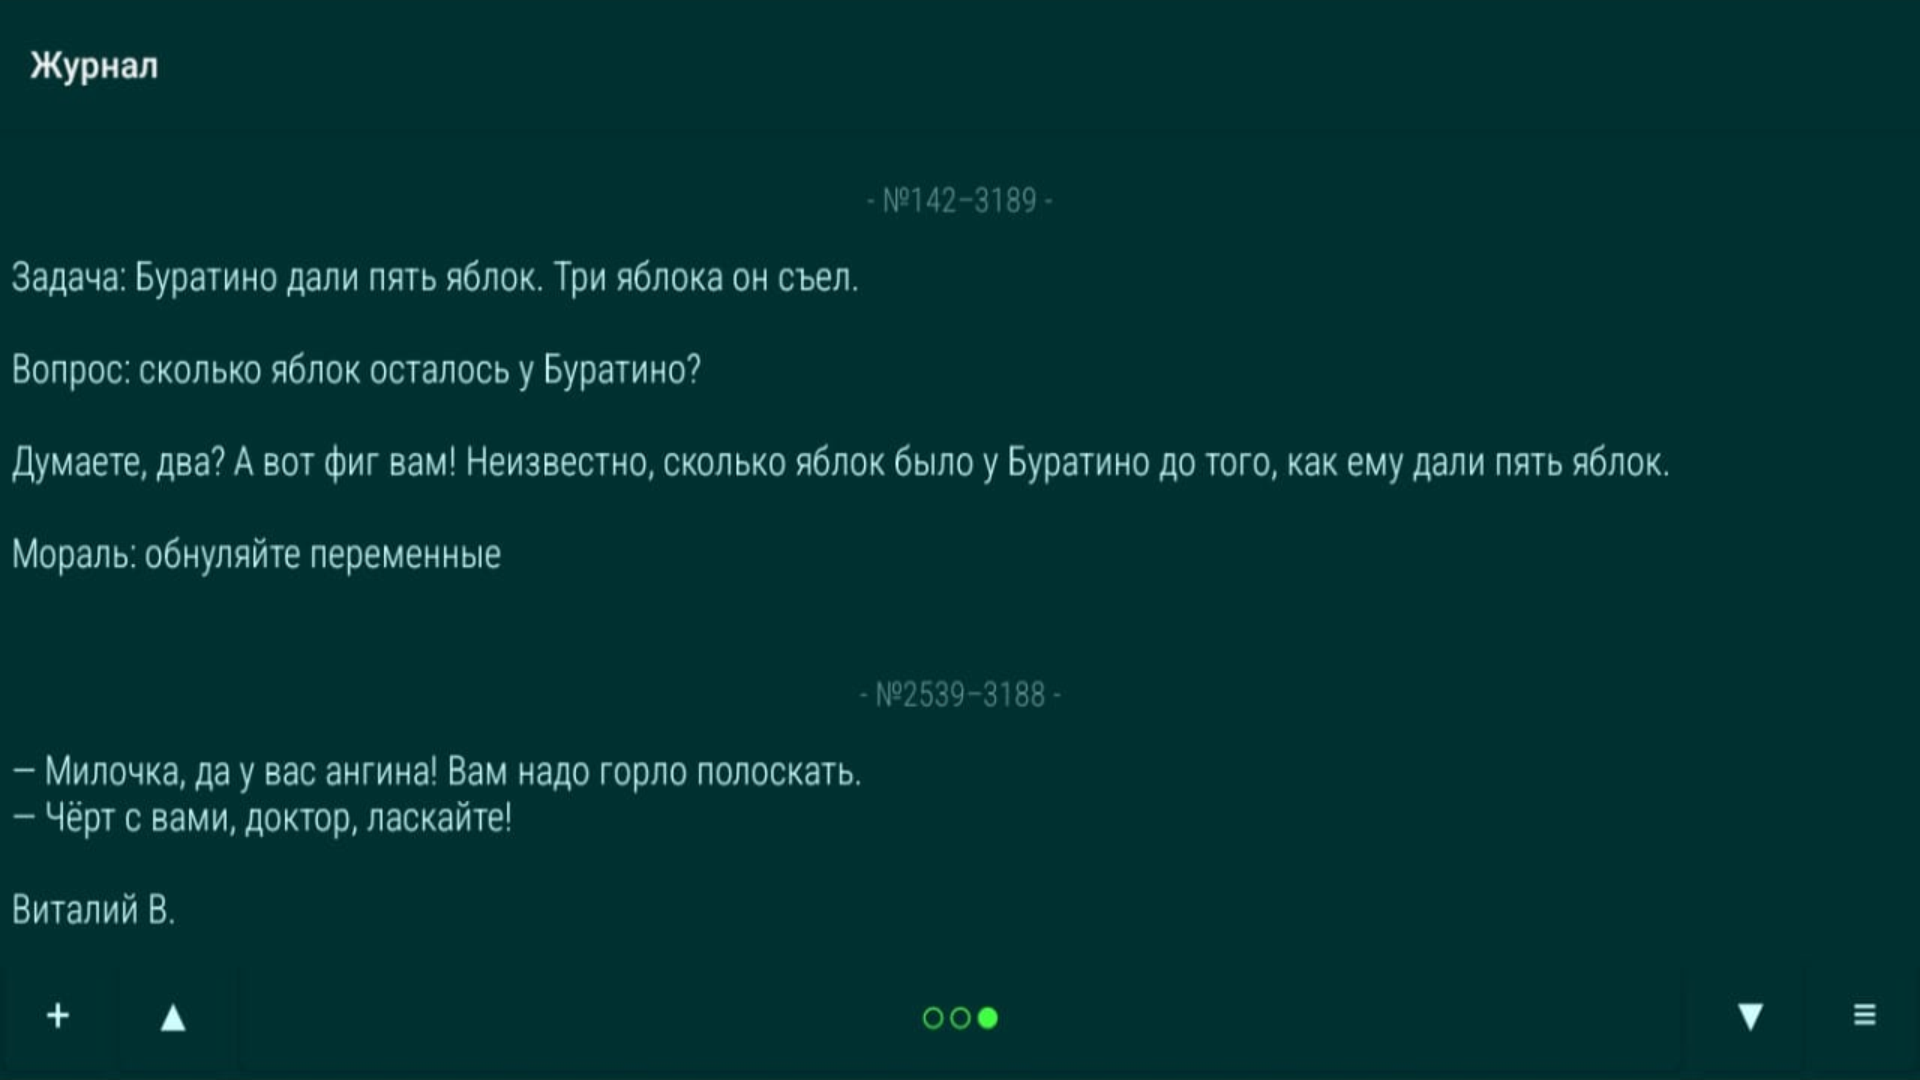 Журнал
- №142–3189 -
Задача: Буратино дали пять яблок. Три яблока он съел.
Вопрос: сколько яблок осталось у Буратино?
Думаете, два? А вот фиг вам! Неизвестно, сколько яблок было у Буратино до того, как ему дали пять яблок.
Мораль: обнуляйте переменные
- №2539–3188 -
— Милочка, да у вас ангина! Вам надо горло полоскать.
— Чёрт с вами, доктор, ласкайте!
Виталий В.